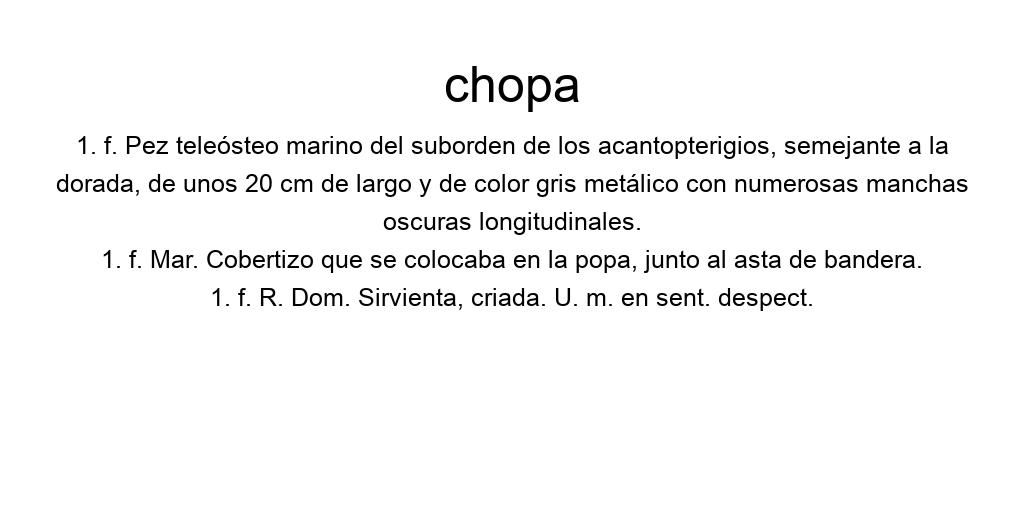 chopa
1. f. Pez teleósteo marino del suborden de los acantopterigios, semejante a la
dorada, de unos 20 cm de largo y de color gris metálico con numerosas manchas
oscuras longitudinales.
1. f. Mar. Cobertizo que se colocaba en la popa, junto al asta de bandera.
1. f. R. Dom. Sirvienta, criada. U. m. en sent. despect.